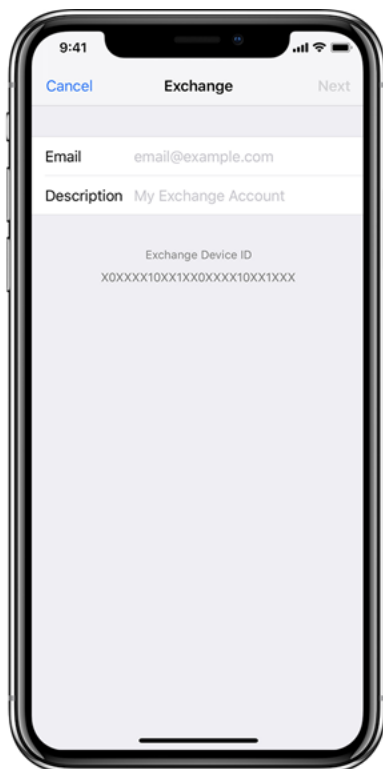 9:41
Cancel Exchange Next
Email email@example.com
Description My Exchange Account
Exchange Device ID
X0XXXX10XX1XX0XXXX10XX1XXX